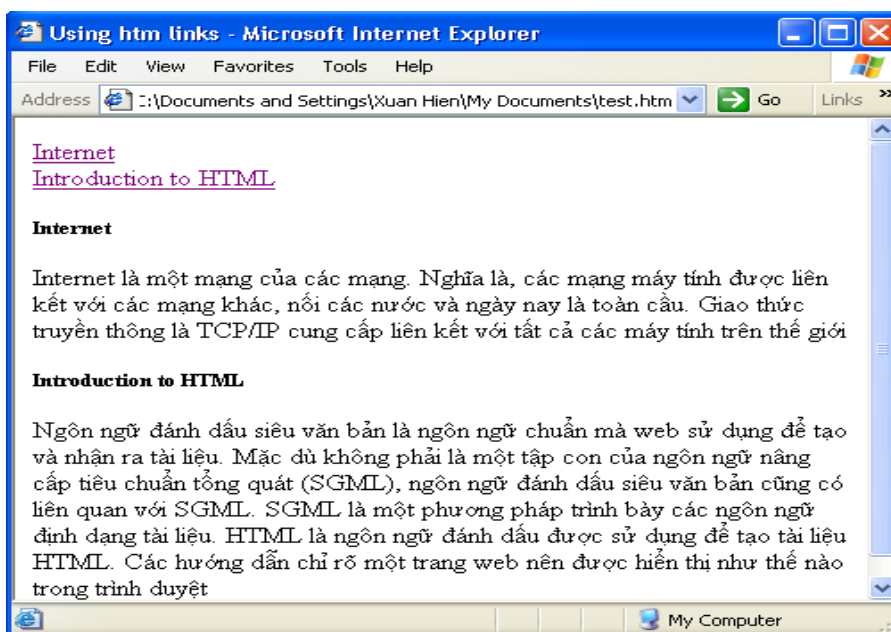 Using htm links - Microsoft Internet Explorer
File Edit View Favorites Tools Help
Address :\Documents and Settings\Xuan Hien\My Documents\test.htm Go Links »
Internet
Introduction to HTML
Internet
Internet là một mạng của các mạng. Nghĩa là, các mạng máy tính được liên
kết với các mạng khác, nối các nước và ngày nay là toàn cầu. Giao thức
truyền thông là TCP/IP cung cấp liên kết với tất cả các máy tính trên thế giới
Introduction to HTML
Ngôn ngữ đánh dấu siêu văn bản là ngôn ngữ chuẩn mà web sử dụng để tạo
và nhận ra tài liệu. Mặc dù không phải là một tập con của ngôn ngữ nâng
cấp tiêu chuẩn tổng quát (SGML), ngôn ngữ đánh dấu siêu văn bản cũng có
liên quan với SGML. SGML là một phương pháp trình bày các ngôn ngữ
định dạng tài liệu. HTML là ngôn ngữ đánh dấu được sử dụng để tạo tài liệu
HTML. Các hướng dẫn chỉ rõ một trang web nên được hiển thị như thế nào
trong trình duyệt
My Computer